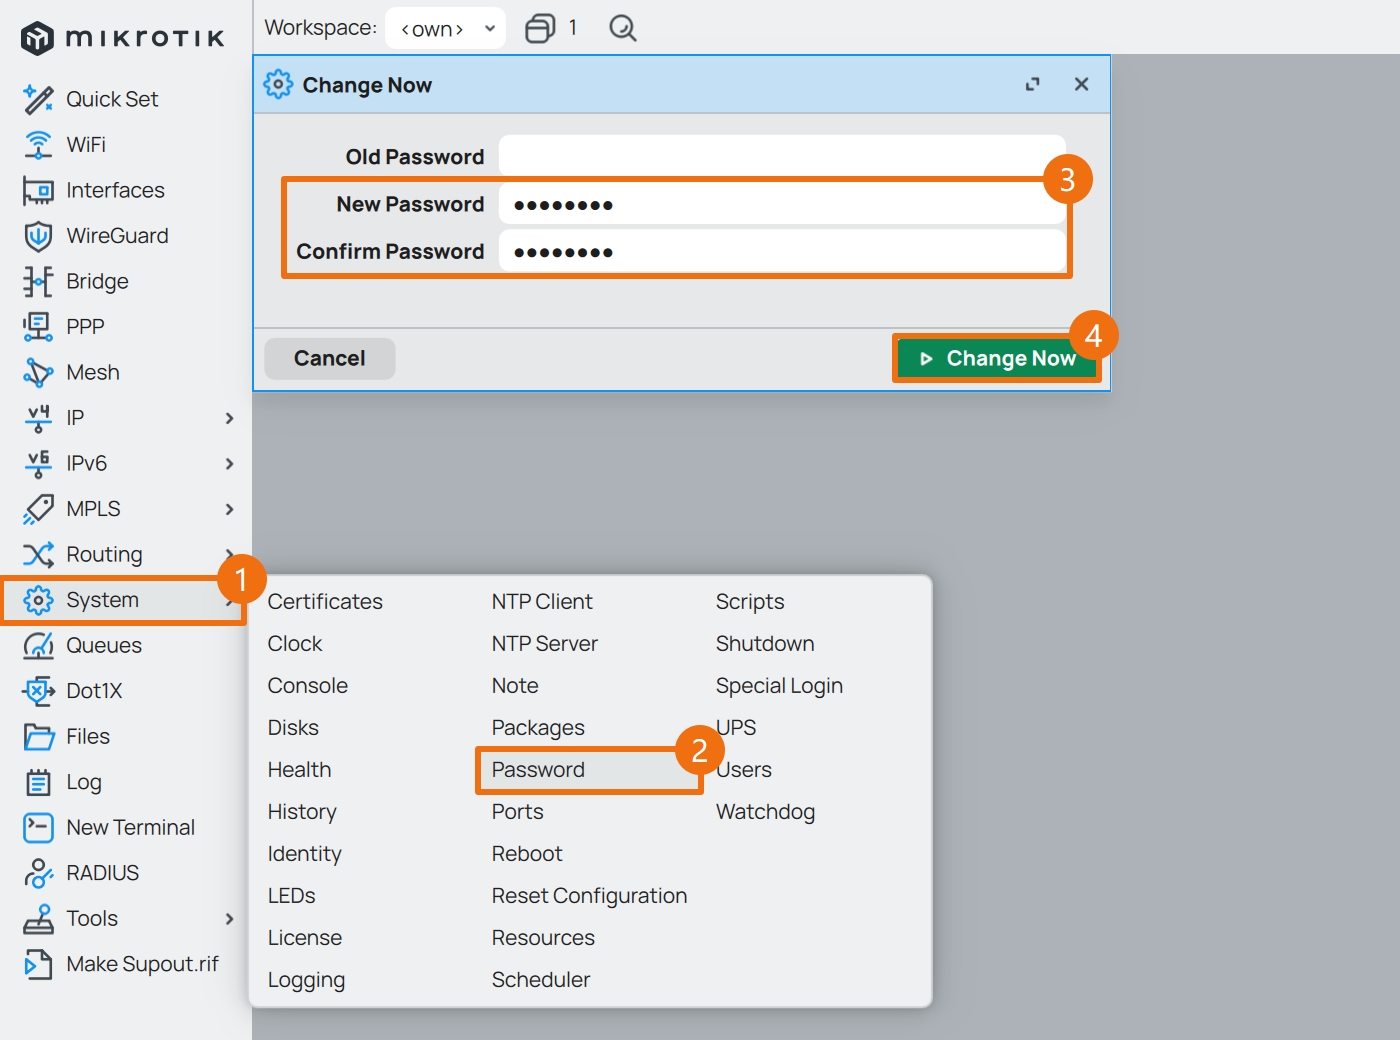 mikrotik
Workspace: <own> 1
Change Now
Old Password
New Password ●●●●●●●●
Confirm Password ●●●●●●●●
3
Cancel
Change Now
4
Quick Set
WiFi
Interfaces
WireGuard
Bridge
PPP
Mesh
v4 IP
v6 IPv6
MPLS
Routing
System
1
Queues
Dot1X
Files
Log
New Terminal
RADIUS
Tools
Make Supout.rif
Certificates
Clock
Console
Disks
Health
History
Identity
LEDs
License
Logging
NTP Client
NTP Server
Note
Packages
Password
2
Ports
Reboot
Reset Configuration
Resources
Scheduler
Scripts
Shutdown
Special Login
UPS
Users
Watchdog